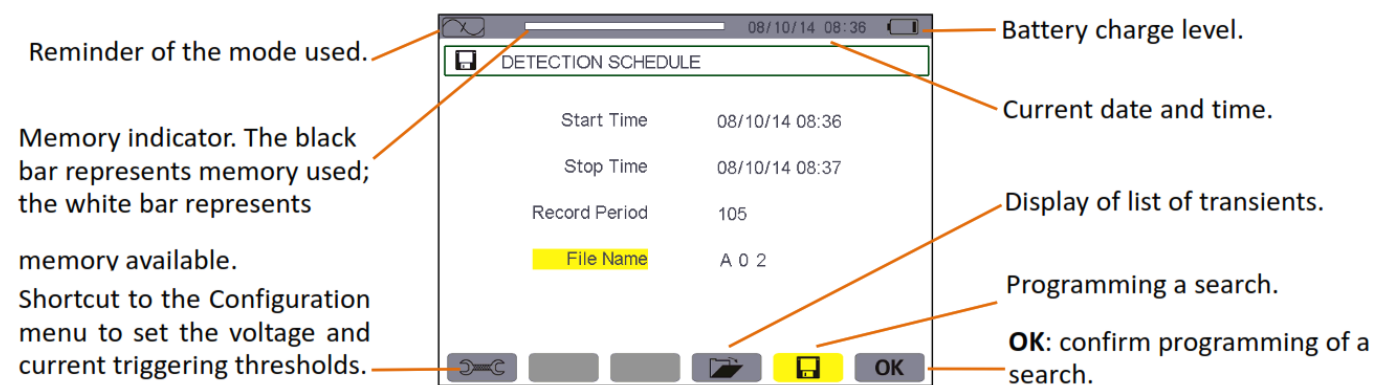 Reminder of the mode used.
Memory indicator. The black
bar represents memory used;
the white bar represents
memory available.
Shortcut to the Configuration
menu to set the voltage and
current triggering thresholds.
08/10/14 08:36
DETECTION SCHEDULE
Start Time 08/10/14 08:36
Stop Time 08/10/14 08:37
Record Period 105
File Name A 0 2
OK
Battery charge level.
Current date and time.
Display of list of transients.
Programming a search.
OK: confirm programming of a
search.